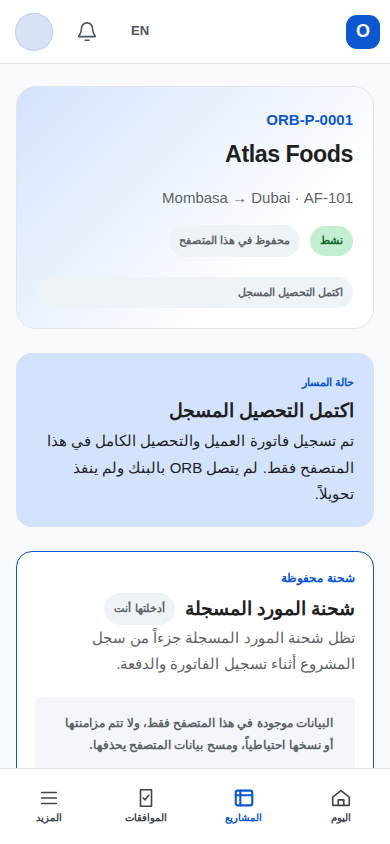 O
EN
ORB-P-0001
Atlas Foods
Mombasa → Dubai · AF-101
نشط
محفوظ في هذا المتصفح
اكتمل التحصيل المسجل
حالة المسار
اكتمل التحصيل المسجل
تم تسجيل فاتورة العميل والتحصيل الكامل في هذا
المتصفح فقط. لم يتصل ORB بالبنك ولم ينفذ
تحويلاً.
شحنة محفوظة
شحنة المورد المسجلة
أدخلتها أنت
تظل شحنة المورد المسجلة جزءاً من سجل
المشروع أثناء تسجيل الفاتورة والدفعة.
البيانات موجودة في هذا المتصفح فقط، ولا تتم مزامنتها
أو نسخها احتياطياً، ومسح بيانات المتصفح يحذفها.
اليوم
المشاريع
الموافقات
المزيد